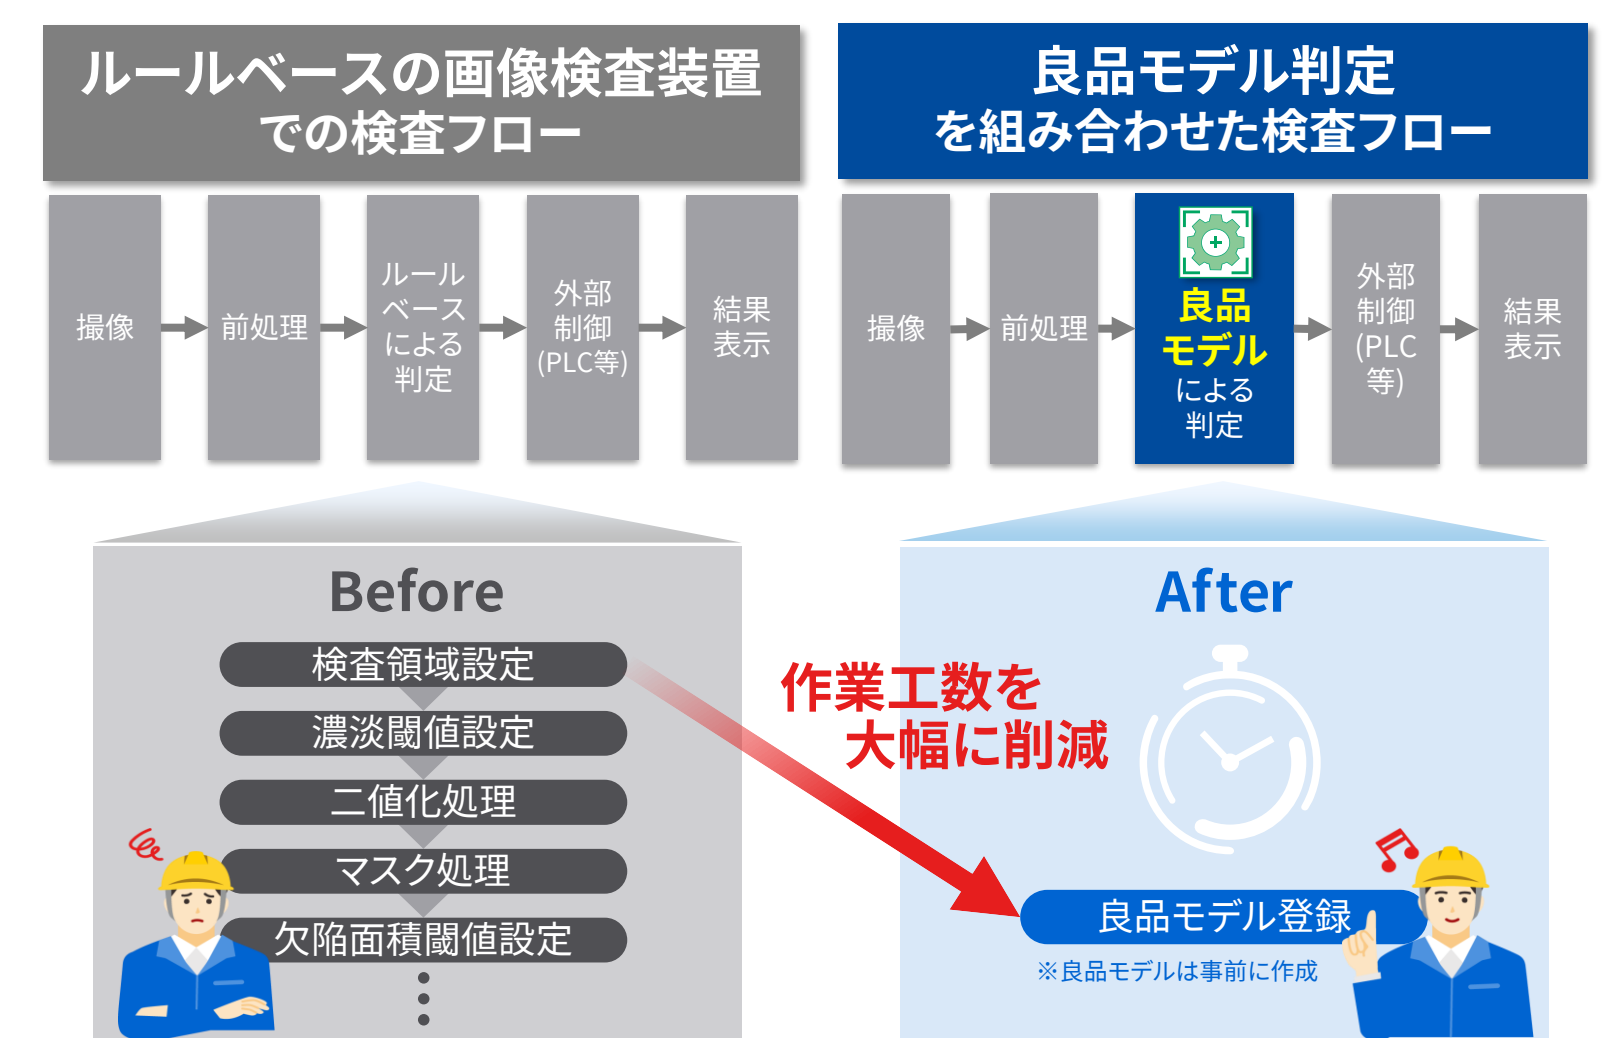 ルールベースの画像検査装置
での検査フロー
撮像
前処理
ルール
ベース
による
判定
外部
制御
(PLC等)
結果
表示
良品モデル判定
を組み合わせた検査フロー
撮像
前処理
良品
モデル
による
判定
外部
制御
(PLC
等)
結果
表示
Before
検査領域設定
濃淡閾値設定
二値化処理
マスク処理
欠陥面積閾値設定
作業工数を
大幅に削減
After
良品モデル登録
※良品モデルは事前に作成